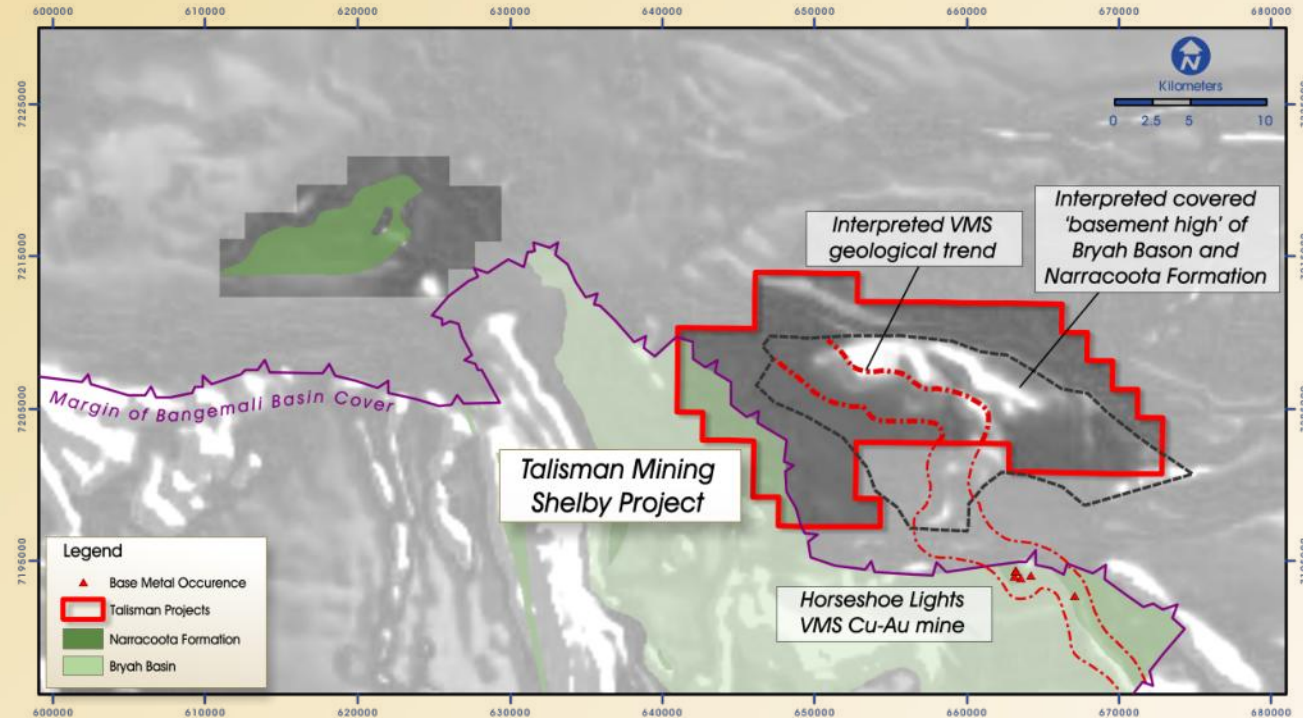 600000 610000 620000 630000 640000 650000 660000 670000 680000
N
Kilometers
0 2.5 5 10
7225000
7215000
7205000
7195000
Interpreted VMS
geological trend
Interpreted covered
'basement high' of
Bryah Bason and
Narracoota Formation
Margin of Bangemali Basin Cover
Talisman Mining
Shelby Project
Horseshoe Lights
VMS Cu-Au mine
Legend
Base Metal Occurence
Talisman Projects
Narracoota Formation
Bryah Basin
600000 610000 620000 630000 640000 650000 660000 670000 680000